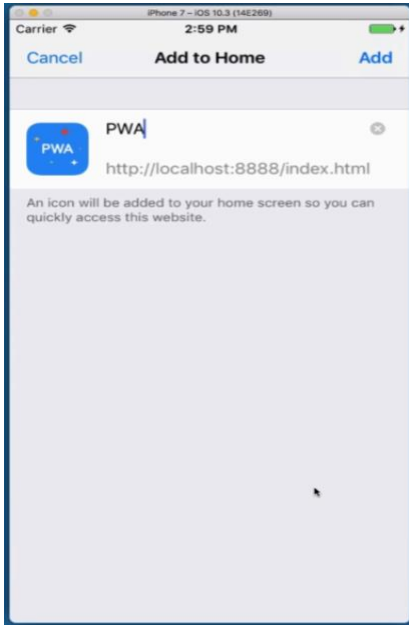 iPhone 7 – iOS 10.3 (14E269)
Carrier 2:59 PM
Cancel Add to Home Add
PWA
PWA
http://localhost:8888/index.html
An icon will be added to your home screen so you can
quickly access this website.